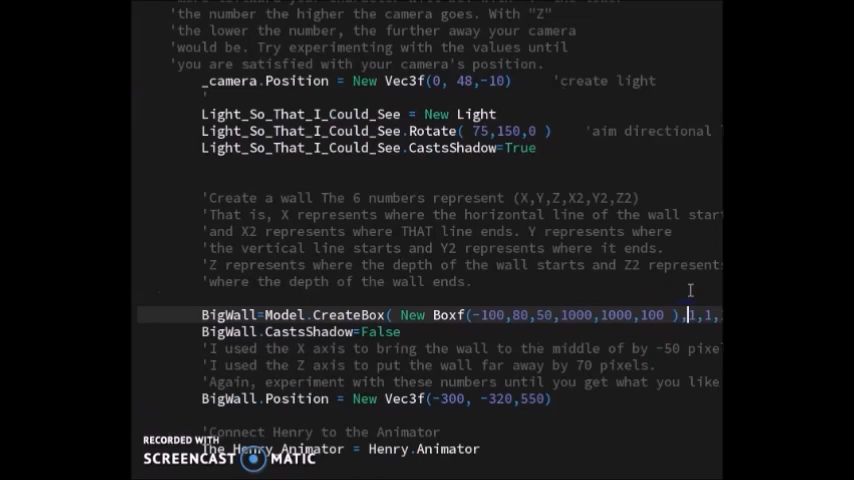 'the number the higher the camera goes. With "Z"
'the lower the number, the further away your camera
'would be. Try experimenting with the values until
'you are satisfied with your camera's position.
_camera.Position = New Vec3f(0, 48,-10) 'create light
'
Light_So_That_I_Could_See = New Light
Light_So_That_I_Could_See.Rotate( 75,150,0 ) 'aim directional
Light_So_That_I_Could_See.CastsShadow=True
'Create a wall The 6 numbers represent (X,Y,Z,X2,Y2,Z2)
'That is, X represents where the horizontal line of the wall star
'and X2 represents where THAT line ends. Y represents where
'the vertical line starts and Y2 represents where it ends.
'Z represents where the depth of the wall starts and Z2 represents
'where the depth of the wall ends.
BigWall=Model.CreateBox( New Boxf(-100,80,50,1000,1000,100 ),1,1,
BigWall.CastsShadow=False
'I used the X axis to bring the wall to the middle of by -50 pixe
'I used the Z axis to put the wall far away by 70 pixels.
'Again, experiment with these numbers until you get what you like
BigWall.Position = New Vec3f(-300, -320,550)
'Connect Henry to the Animator
The_Henry_Animator = Henry.Animator
RECORDED WITH
SCREENCAST MATIC